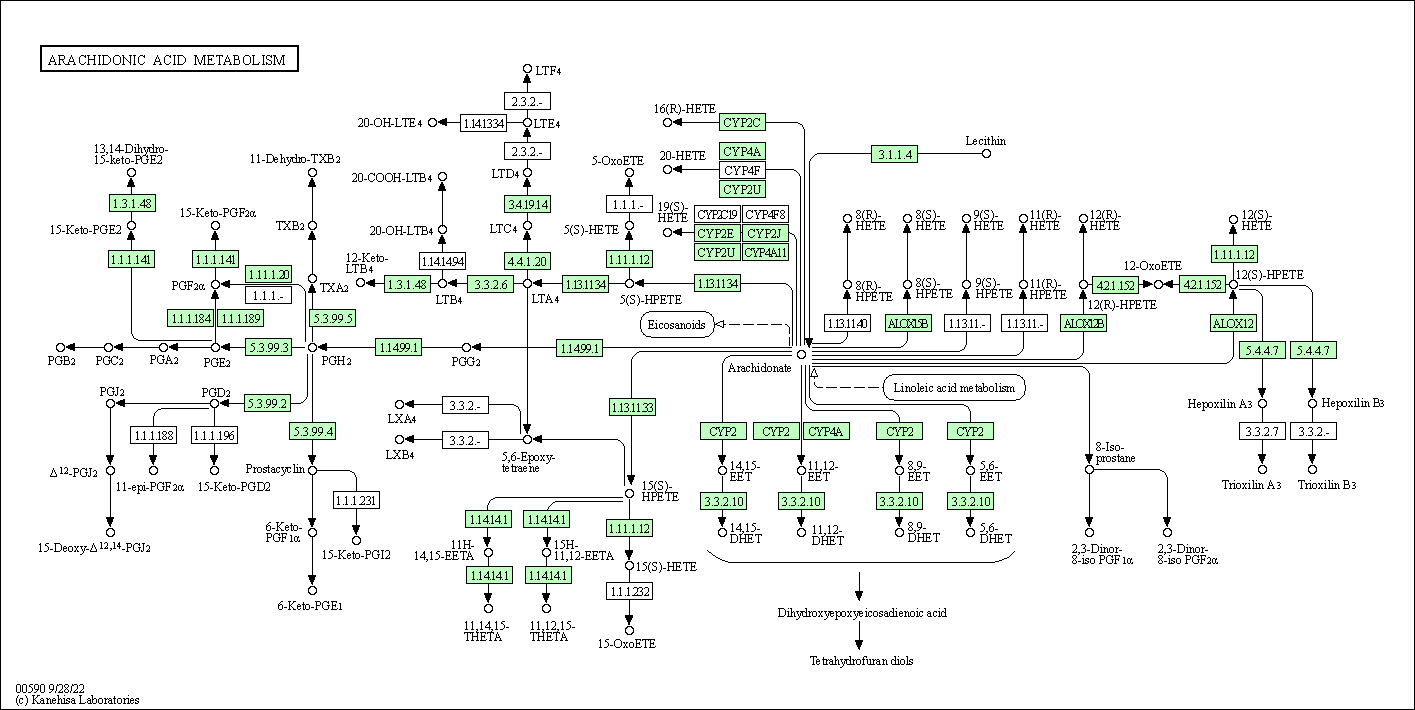 ARACHIDONIC ACID METABOLISM
LTF4
2.3.2.-
20-OH-LTE4
1.14.13.34
LTE4
2.3.2.-
LTD4
3.4.19.14
LTC4
4.4.1.20
LTA4
16(R)-HETE
CYP2C
20-HETE
CYP4A
CYP4F
CYP2U
19(S)-
HETE
CYP2C19
CYP4F8
CYP2E
CYP2J
CYP2U
CYP4A11
Lecithin
3.1.1.4
13,14-Dihydro-
15-keto-PGE2
1.3.1.48
15-Keto-PGE2
1.1.1.141
15-Keto-PGF2α
1.1.1.141
PGF2α
1.11.1.20
1.1.1.-
1.1.1.184
1.1.1.189
11-Dehydro-TXB2
TXB2
TXA2
5.3.99.5
20-COOH-LTB4
20-OH-LTB4
1.14.14.94
12-Keto-
LTB4
1.3.1.48
LTB4
3.3.2.6
5-OxoETE
1.1.1.-
5(S)-HETE
1.11.1.12
1.13.11.34
5(S)-HPETE
1.13.11.34
8(R)-
HETE
8(S)-
HETE
9(S)-
HETE
11(R)-
HETE
12(R)-
HETE
12(S)-
HETE
1.11.1.12
8(R)-
HPETE
8(S)-
HPETE
9(S)-
HPETE
11(R)-
HPETE
12(R)-HPETE
4.2.1.152
12-OxoETE
4.2.1.152
12(S)-HPETE
1.13.11.40
ALOX15B
1.13.11.-
1.13.11.-
ALOX12B
ALOX12
5.4.4.7
5.4.4.7
Eicosanoids
PGB2
PGC2
PGA2
PGE2
5.3.99.3
PGH2
1.14.99.1
PGG2
1.14.99.1
Arachidonate
Linoleic acid metabolism
PGJ2
PGD2
5.3.99.2
1.1.1.188
1.1.1.196
5.3.99.4
Δ12-PGJ2
11-epi-PGF2α
15-Keto-PGD2
Prostacyclin
1.1.1.231
15-Deoxy-Δ12,14-PGJ2
6-Keto-
PGF1α
15-Keto-PGI2
6-Keto-PGE1
LXA4
3.3.2.-
LXB4
3.3.2.-
5,6-Epoxy-
tetraene
1.13.11.33
15(S)-
HPETE
1.14.14.1
1.14.14.1
1.11.1.12
11H-
14,15-EETA
15H-
11,12-EETA
15(S)-HETE
1.14.14.1
1.14.14.1
1.1.1.232
11,14,15-
THETA
11,12,15-
THETA
15-OxoETE
CYP2
CYP2
CYP4A
CYP2
CYP2
14,15-
EET
11,12-
EET
8,9-
EET
5,6-
EET
3.3.2.10
3.3.2.10
3.3.2.10
3.3.2.10
14,15-
DHET
11,12-
DHET
8,9-
DHET
5,6-
DHET
Dihydroxyepoxyeicosadienoic acid
Tetrahydrofuran diols
8-Iso-
prostane
2,3-Dinor-
8-iso PGF1α
2,3-Dinor-
8-iso PGF2α
Hepoxilin A3
Hepoxilin B3
3.3.2.7
3.3.2.-
Trioxilin A3
Trioxilin B3
00590 9/28/22
(c) Kanehisa Laboratories